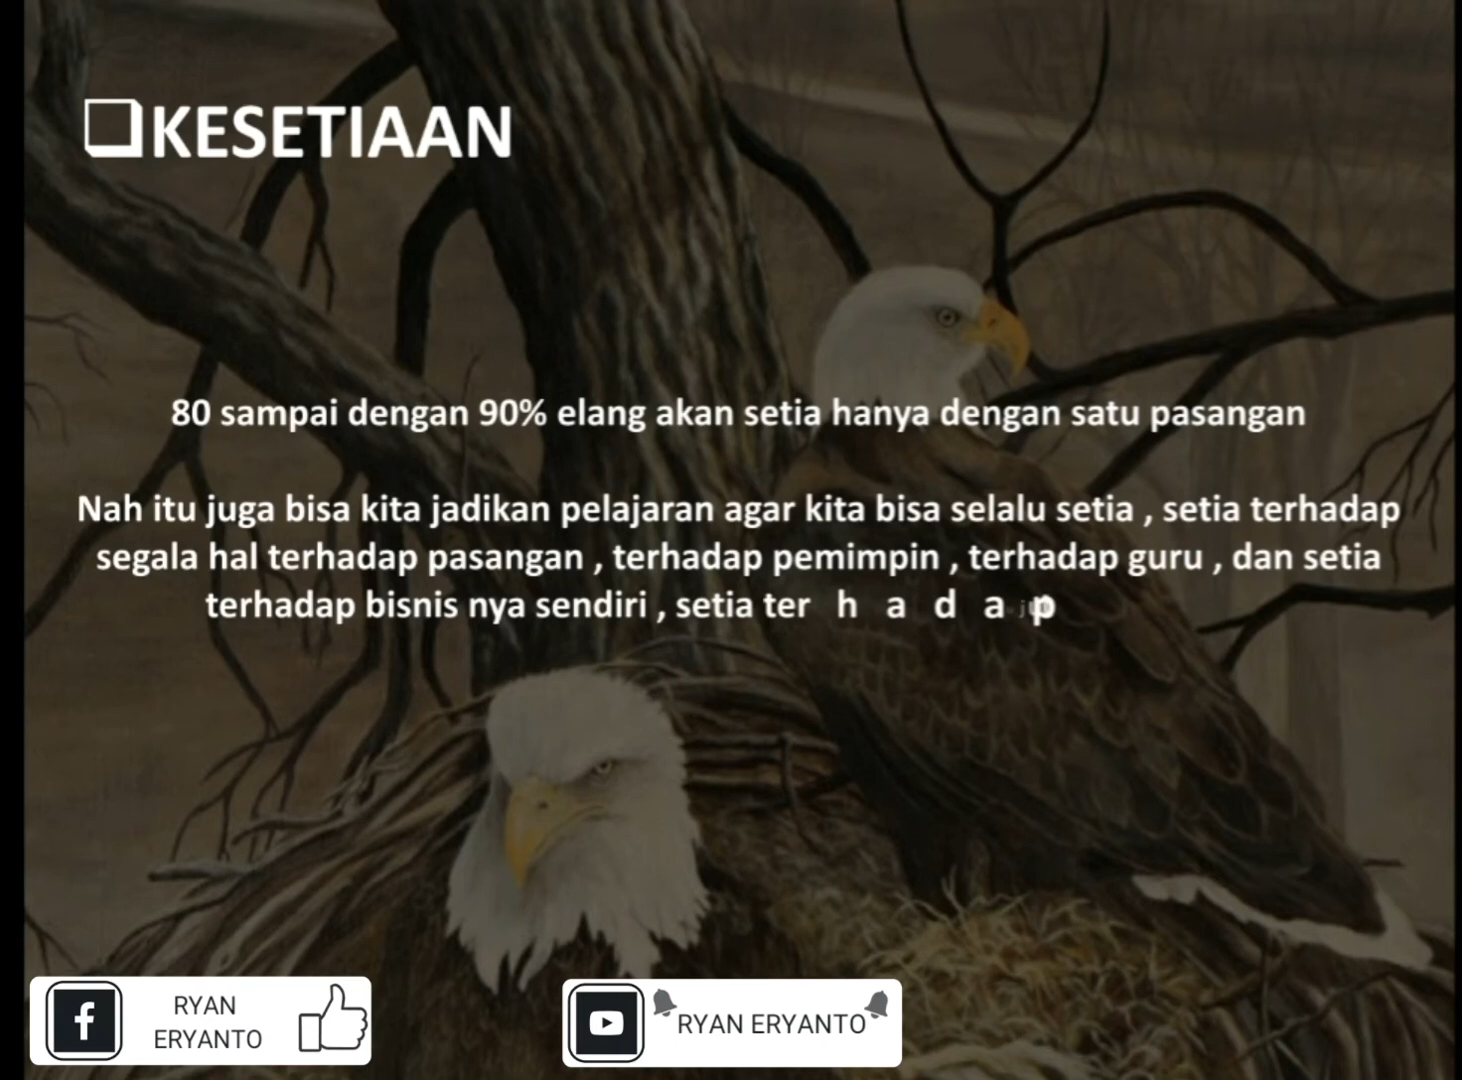 ❑KESETIAAN
80 sampai dengan 90% elang akan setia hanya dengan satu pasangan
Nah itu juga bisa kita jadikan pelajaran agar kita bisa selalu setia , setia terhadap
segala hal terhadap pasangan , terhadap pemimpin , terhadap guru , dan setia
terhadap bisnis nya sendiri , setia ter h a d a p
RYAN
ERYANTO
RYAN ERYANTO